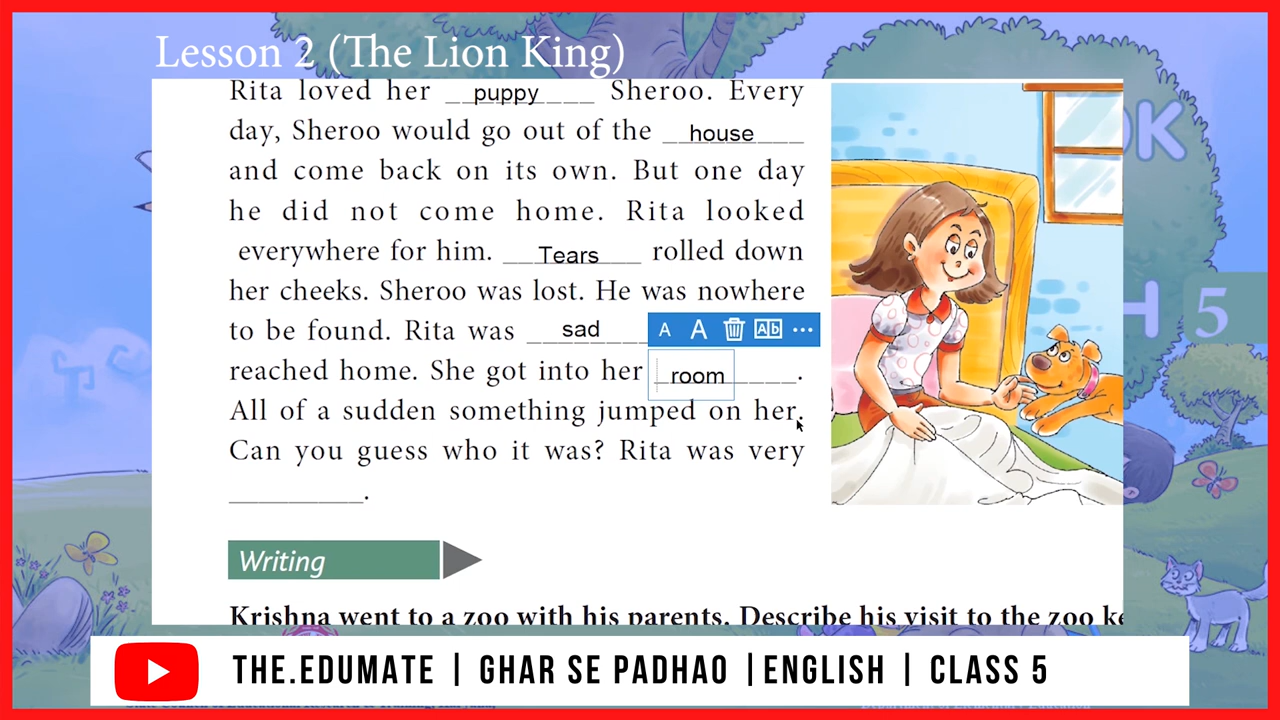 Lesson 2 (The Lion King)
Rita loved her puppy Sheroo. Every
day, Sheroo would go out of the house
and come back on its own. But one day
he did not come home. Rita looked
everywhere for him. Tears rolled down
her cheeks. Sheroo was lost. He was nowhere
to be found. Rita was sad
A A Ab ...
reached home. She got into her room.
All of a sudden something jumped on her.
Can you guess who it was? Rita was very
__________.
OK
H 5
Writing
Krishna went to a zoo with his parents. Describe his visit to the zoo
THE.EDUMATE | GHAR SE PADHAO | ENGLISH | CLASS 5